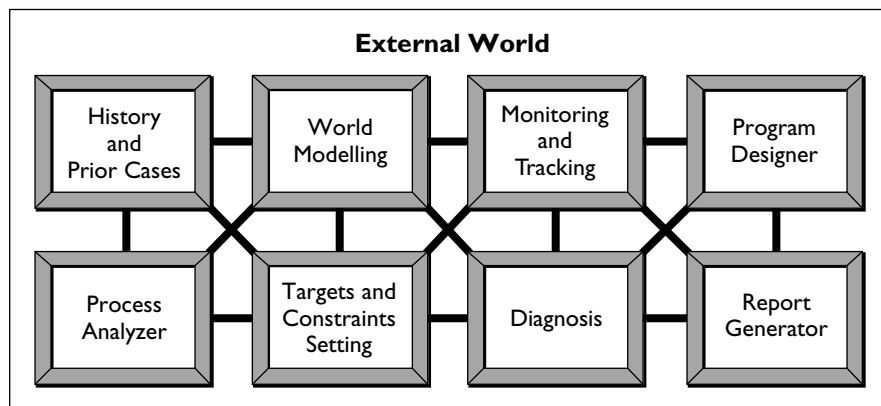 External World
History
and
Prior Cases
World
Modelling
Monitoring
and
Tracking
Program
Designer
Process
Analyzer
Targets and
Constraints
Setting
Diagnosis
Report
Generator